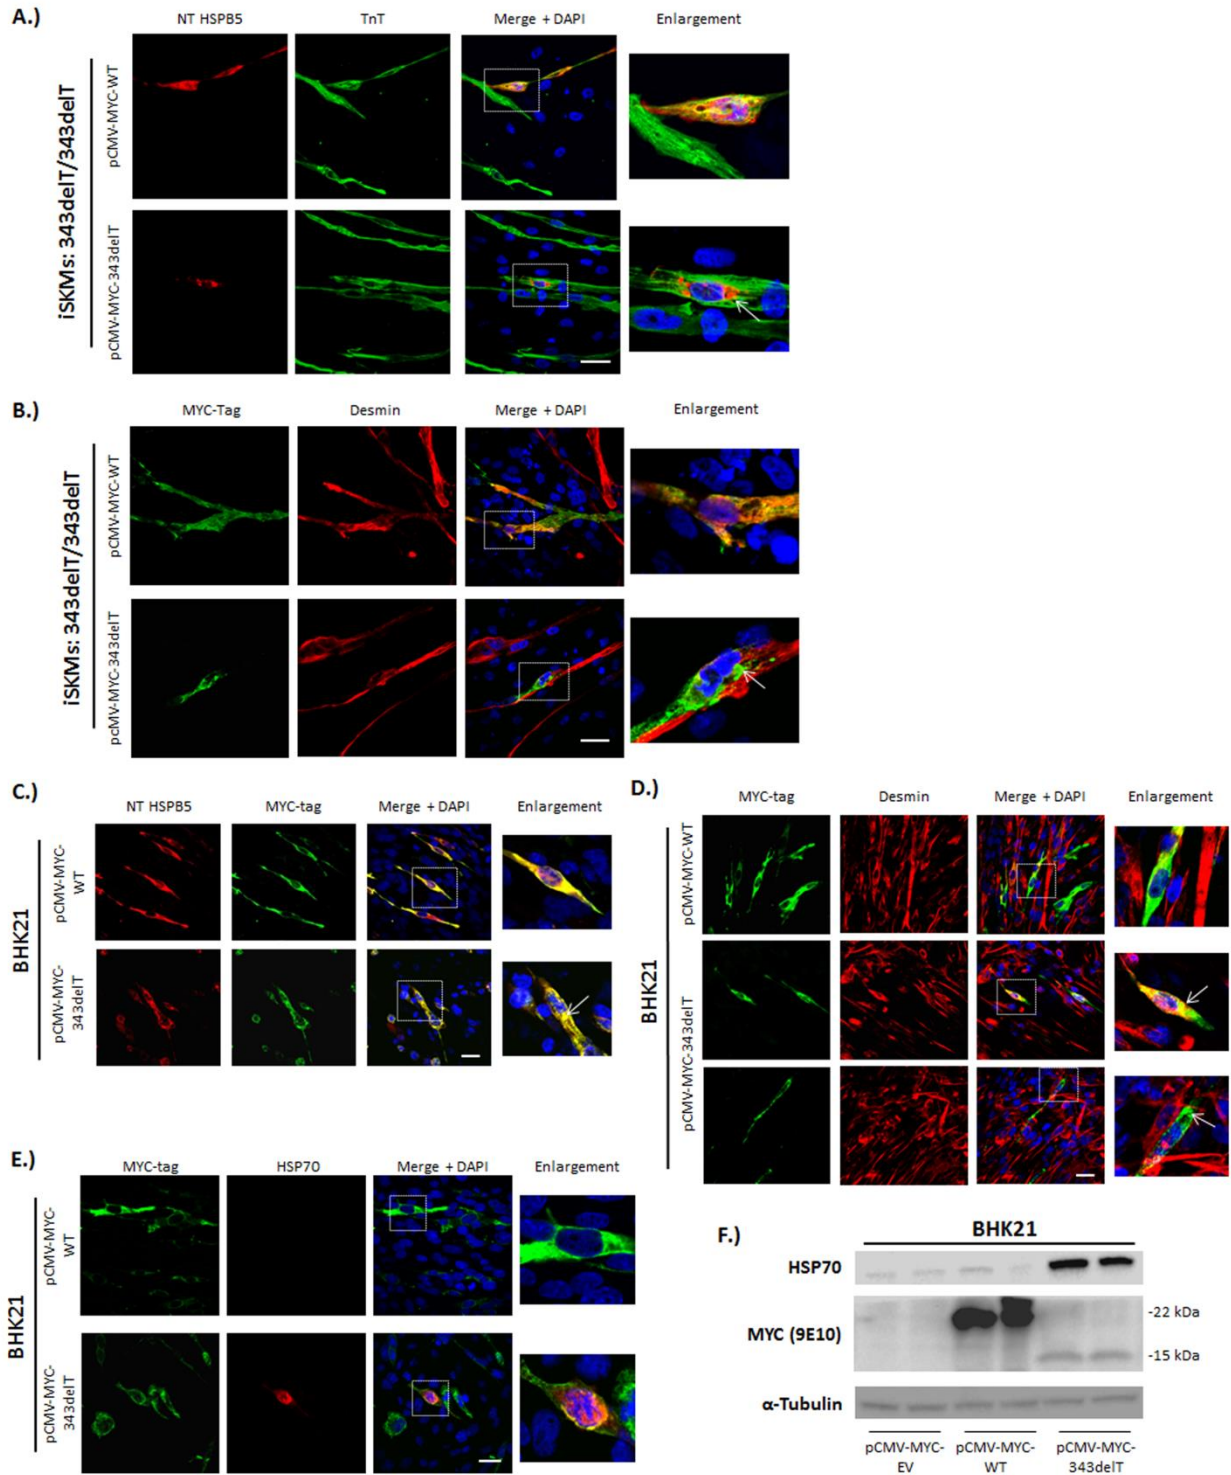 A.)
NT HSPB5
TnT
Merge + DAPI
Enlargement
iSKMs: 343delT/343delT
pCMV-MYC-WT
pCMV-MYC-343delT
B.)
MYC-Tag
Desmin
Merge + DAPI
Enlargement
iSKMs: 343delT/343delT
pCMV-MYC-WT
pcMV-MYC-343delT
C.)
NT HSPB5
MYC-tag
Merge + DAPI
Enlargement
BHK21
pCMV-MYC-
WT
pCMV-MYC-
343delT
D.)
MYC-tag
Desmin
Merge + DAPI
Enlargement
BHK21
pCMV-MYC-WT
pCMV-MYC-343delT
E.)
MYC-tag
HSP70
Merge + DAPI
Enlargement
BHK21
pCMV-MYC-
WT
pCMV-MYC-
343delT
F.)
BHK21
HSP70
MYC (9E10)
-22 kDa
-15 kDa
α-Tubulin
pCMV-MYC-
EV
pCMV-MYC-
WT
pCMV-MYC-
343delT